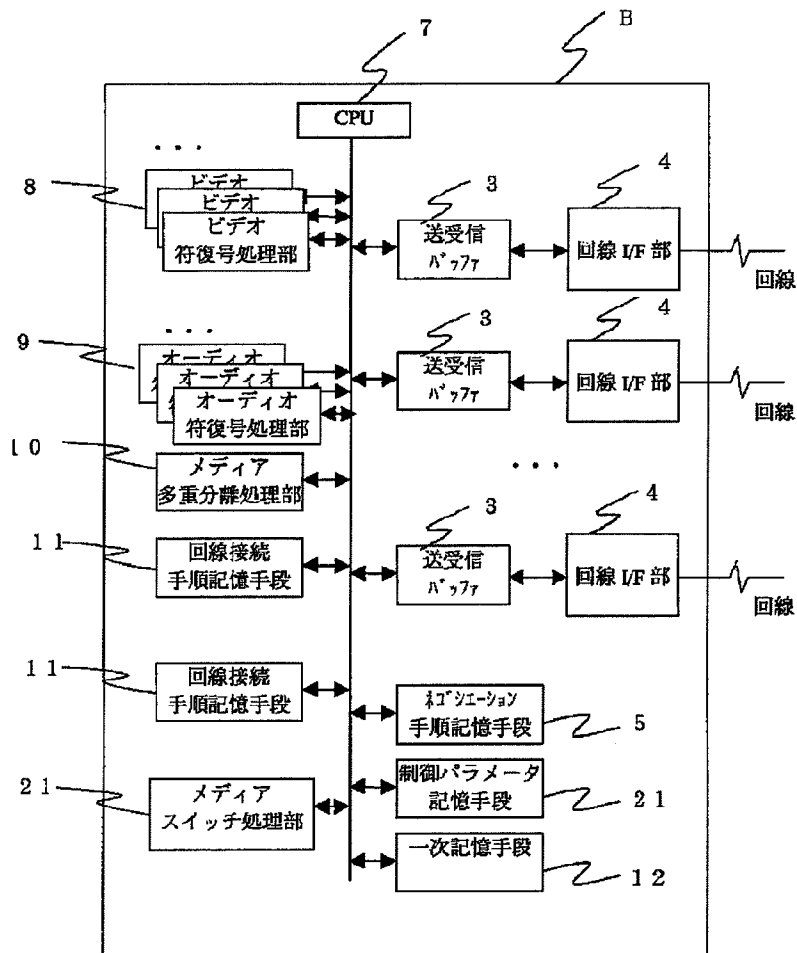 7
B
CPU
・・・
8
ビデオ
ビデオ
ビデオ
符復号処理部
3
送受信
バッファ
4
回線 I/F 部
回線
・・・
9
オーディオ
オーディオ
オーディオ
符復号処理部
3
送受信
バッファ
4
回線 I/F 部
回線
10
メディア
多重分離処理部
・・・
11
回線接続
手順記憶手段
3
送受信
バッファ
4
回線 I/F 部
回線
11
回線接続
手順記憶手段
ネゴシエーション
手順記憶手段
5
21
メディア
スイッチ処理部
制御パラメータ
記憶手段
21
一次記憶手段
12